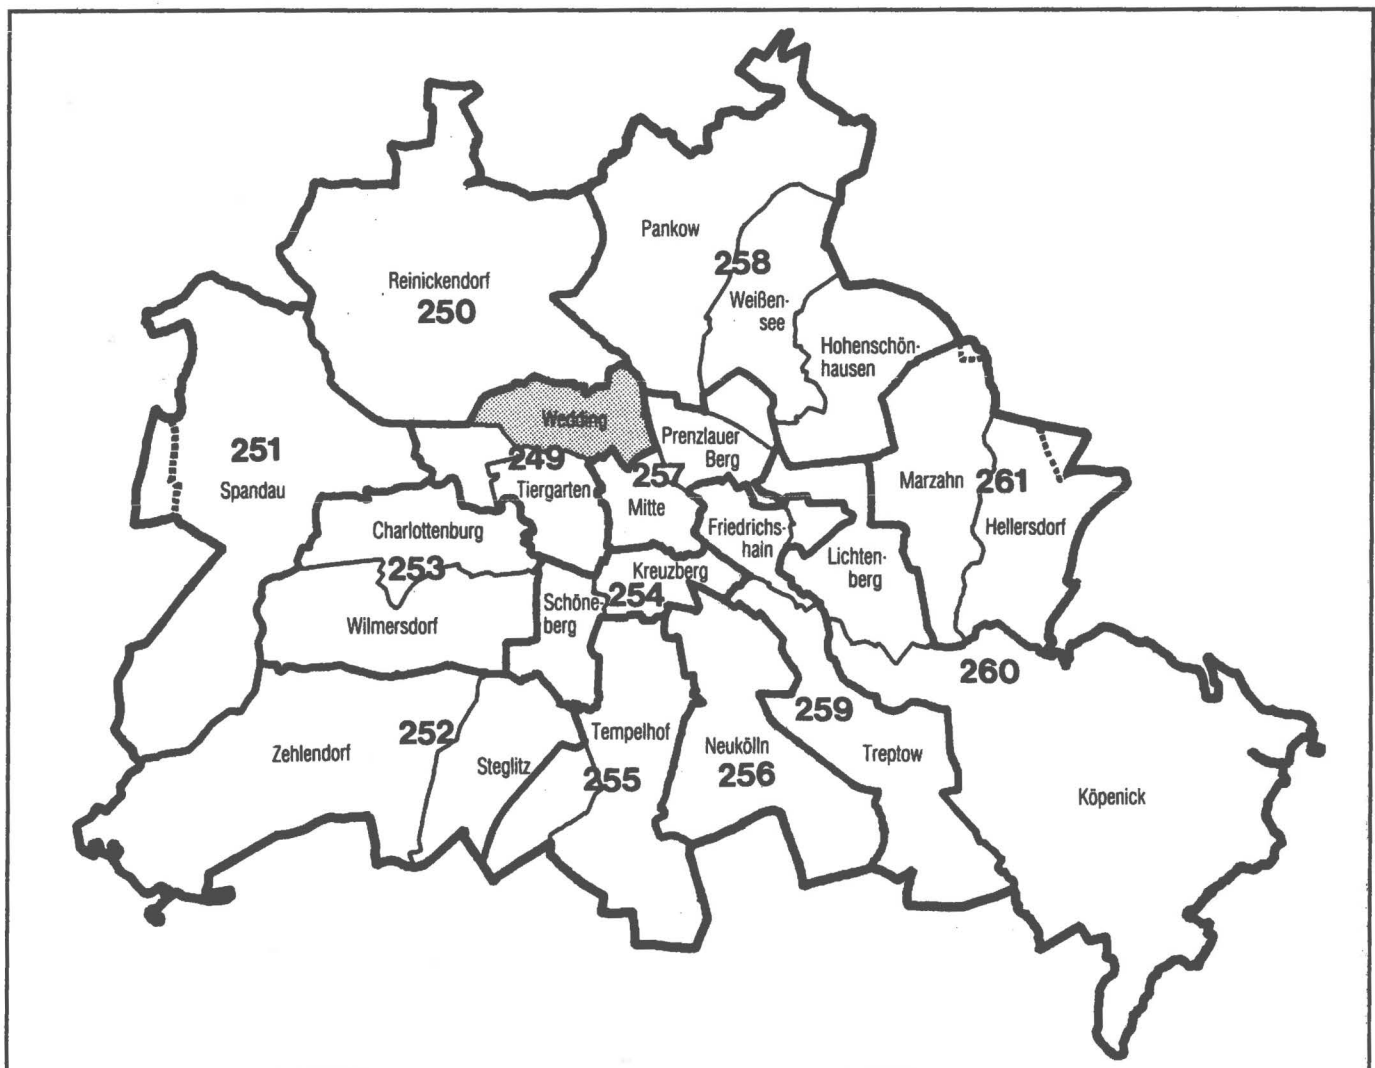 Pankow
258
Reinickendorf
250
Weißen-
see
Hohenschön-
hausen
Wedding
Prenzlauer
Berg
251
Spandau
249
Tiergarten
25
Mitte
Marzahn
261
Hellersdorf
Charlottenburg
253
Friedrichs-
hain
Lichten-
berg
Kreuzberg
254
Schöne-
berg
Wilmersdorf
260
252
Zehlendorf
Steglitz
Tempelhof
255
Neukölln
256
259
Treptow
Köpenick